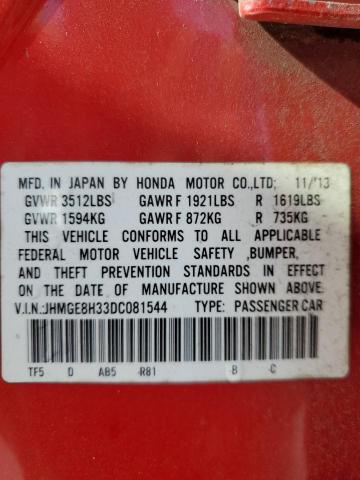 MFD. IN JAPAN BY HONDA MOTOR CO.,LTD; 11/'13
GVWR 3512LBS GAWR F 1921LBS R 1619LBS
GVWR 1594KG GAWR F 872KG R 735KG
THIS VEHICLE CONFORMS TO ALL APPLICABLE
FEDERAL MOTOR VEHICLE SAFETY ,BUMPER,
AND THEFT PREVENTION STANDARDS IN EFFECT
ON THE DATE OF MANUFACTURE SHOWN ABOVE.
V.I.N.:JHMGE8H33DC081544 TYPE: PASSENGER CAR
TF5 D AB5 -R81 -B -C